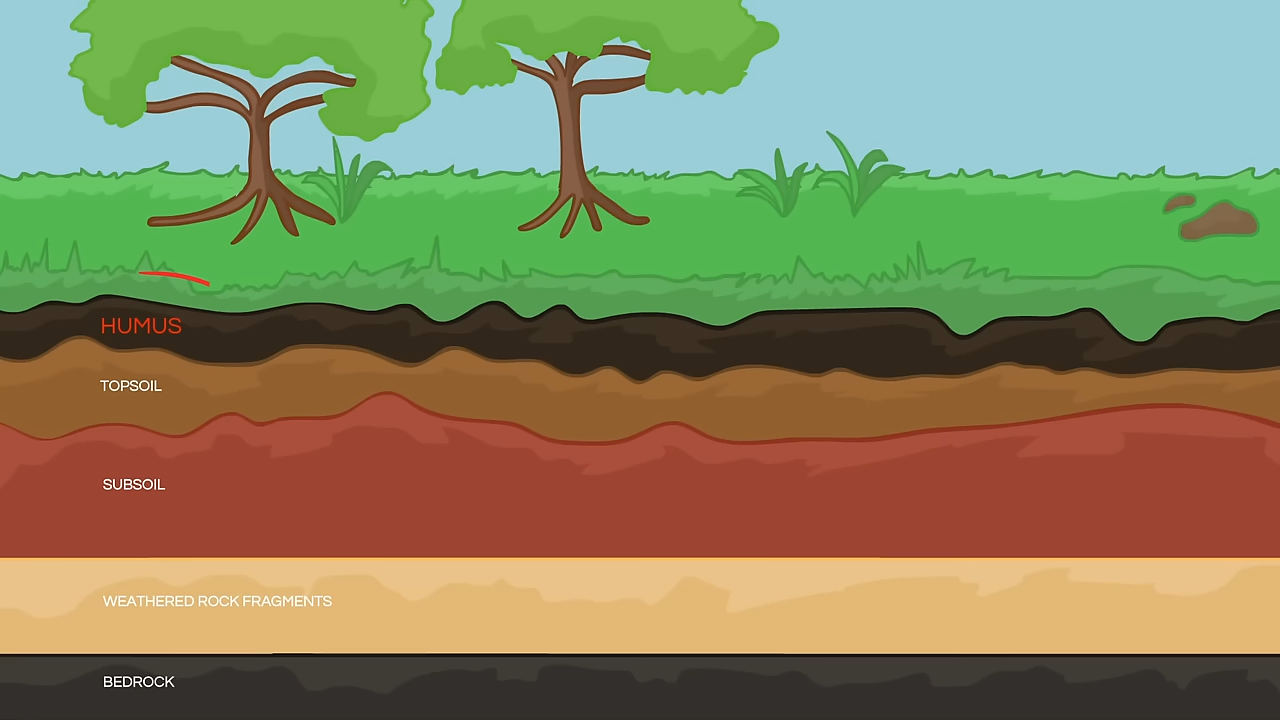 HUMUS
TOPSOIL
SUBSOIL
WEATHERED ROCK FRAGMENTS
BEDROCK